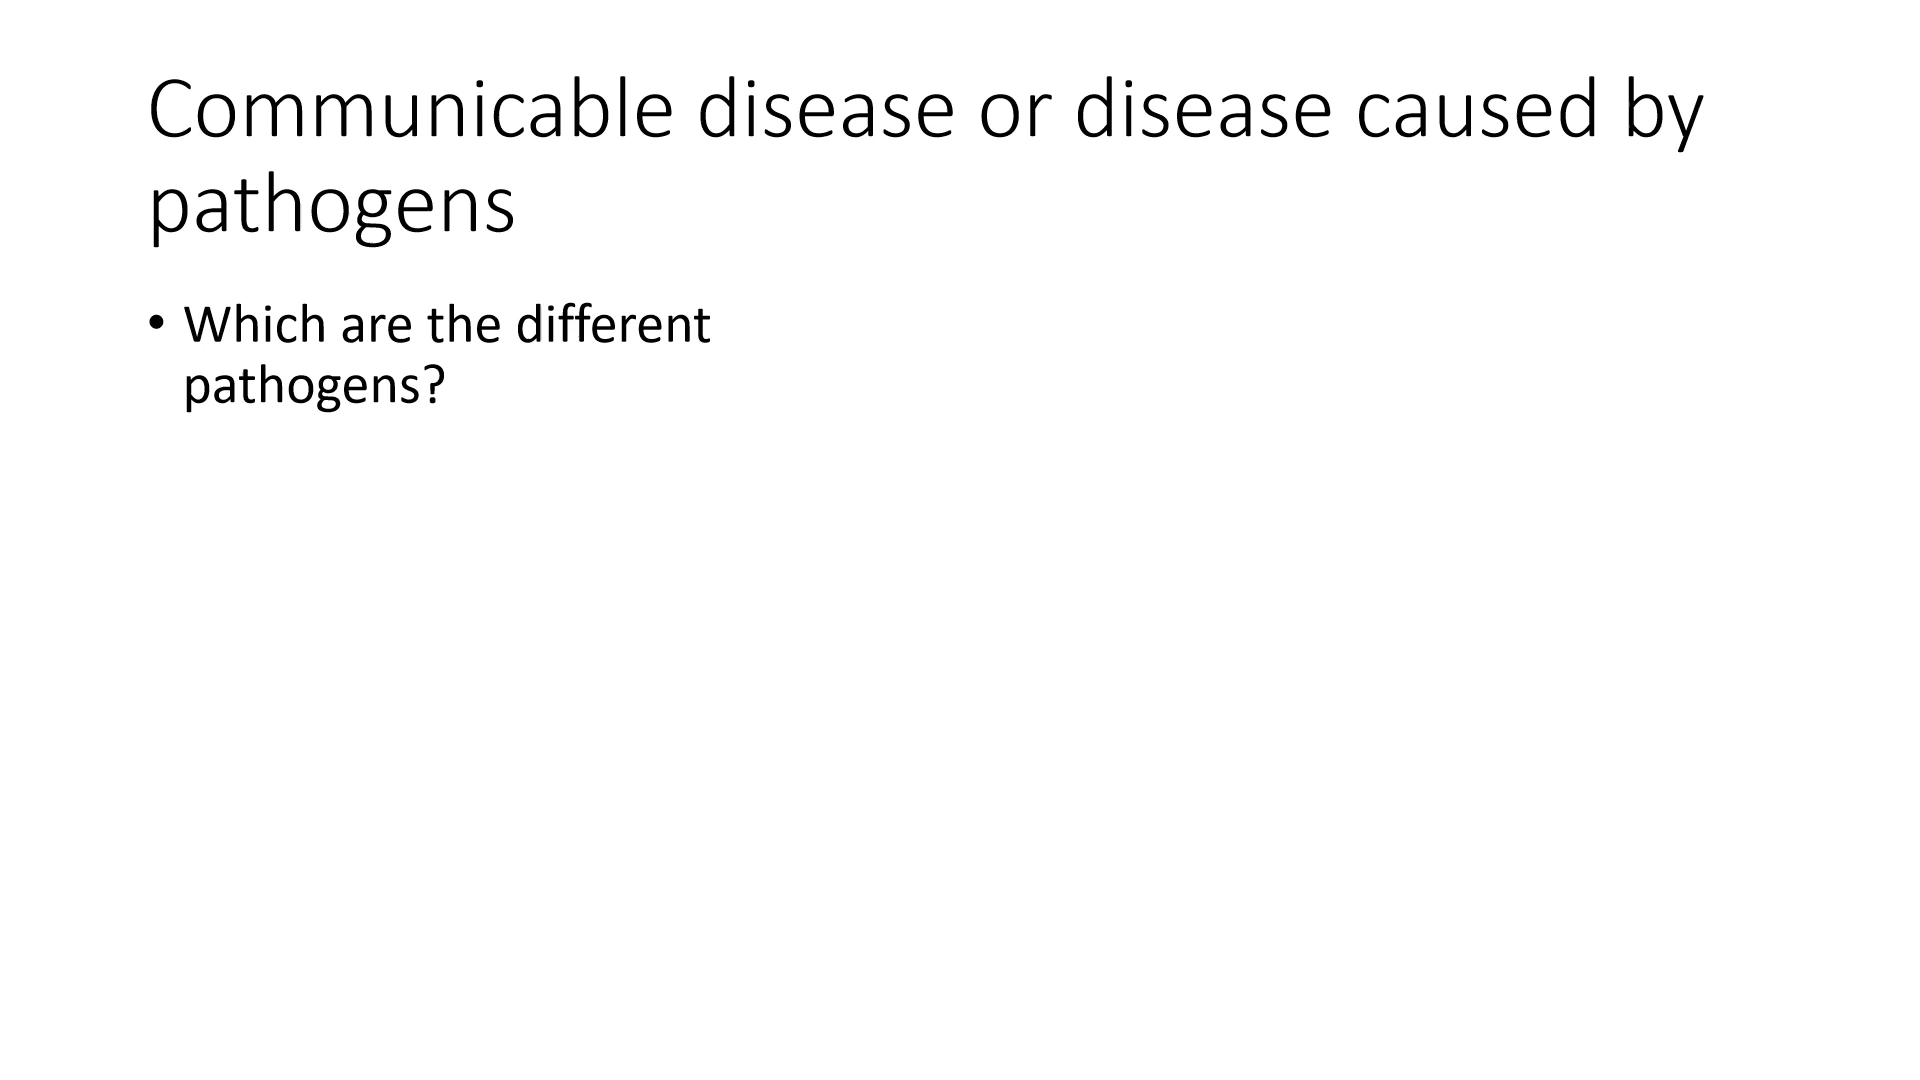 Communicable disease or disease caused by
pathogens
• Which are the different
pathogens?